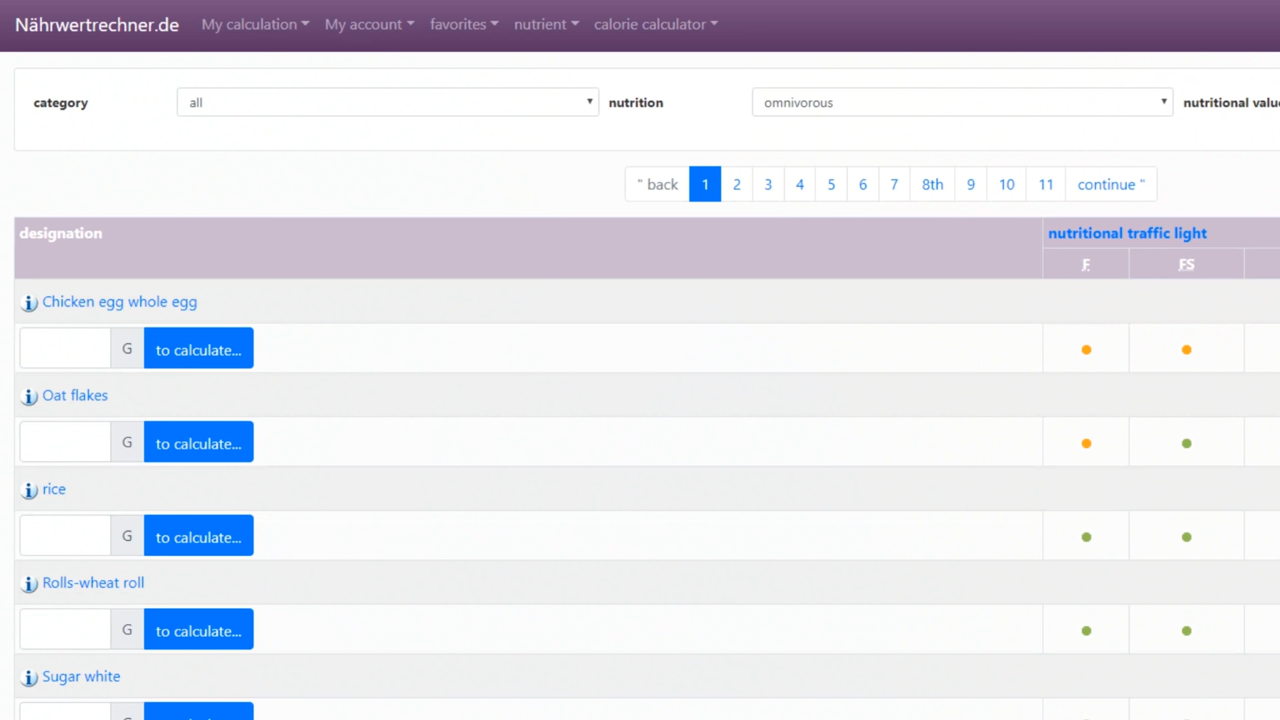 Nährwertrechner.de My calculation My account favorites nutrient calorie calculator
category all nutrition omnivorous nutritional value
" back 1 2 3 4 5 6 7 8th 9 10 11 continue "
designation nutritional traffic light
F FS
Chicken egg whole egg
G to calculate...
Oat flakes
G to calculate...
rice
G to calculate...
Rolls-wheat roll
G to calculate...
Sugar white